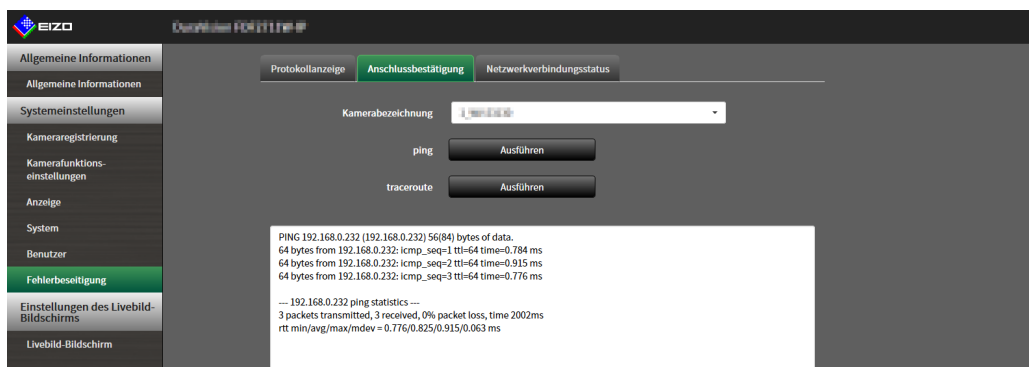 EIZO
Allgemeine Informationen
Allgemeine Informationen
Systemeinstellungen
Kameraregistrierung
Kamerafunktions-
einstellungen
Anzeige
System
Benutzer
Fehlerbeseitigung
Einstellungen des Livebild-
Bildschirms
Livebild-Bildschirm
Protokollanzeige Anschlussbestätigung Netzwerkverbindungsstatus
Kamerabezeichnung
ping Ausführen
traceroute Ausführen
PING 192.168.0.232 (192.168.0.232) 56(84) bytes of data.
64 bytes from 192.168.0.232: icmp_seq=1 ttl=64 time=0.784 ms
64 bytes from 192.168.0.232: icmp_seq=2 ttl=64 time=0.915 ms
64 bytes from 192.168.0.232: icmp_seq=3 ttl=64 time=0.776 ms
--- 192.168.0.232 ping statistics ---
3 packets transmitted, 3 received, 0% packet loss, time 2002ms
rtt min/avg/max/mdev = 0.776/0.825/0.915/0.063 ms